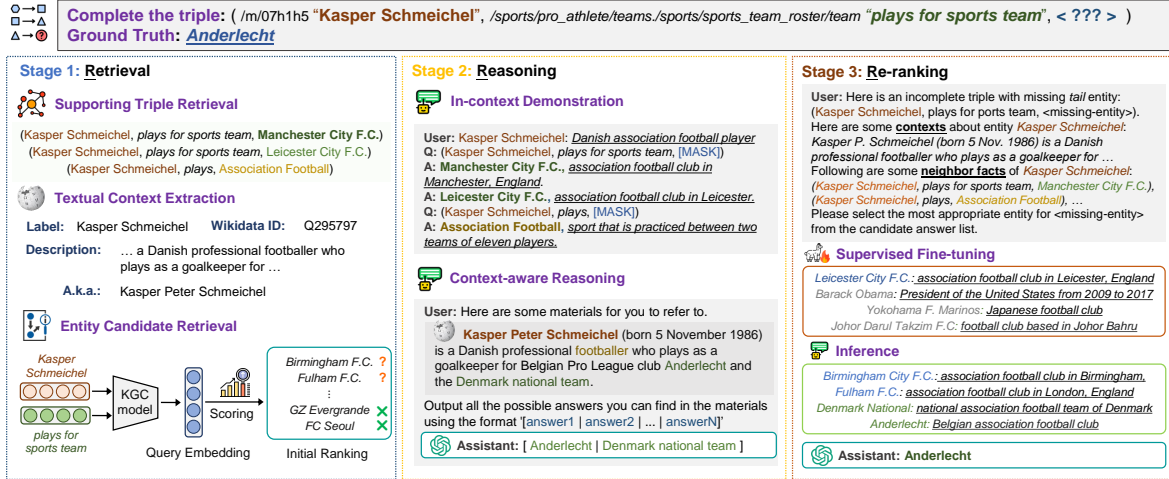 Complete the triple: ( /m/07h1h5 “Kasper Schmeichel”, /sports/pro_athlete/teams./sports/sports_team_roster/team “plays for sports team”, < ??? > )
Ground Truth: Anderlecht
Stage 1: Retrieval
Supporting Triple Retrieval
(Kasper Schmeichel, plays for sports team, Manchester City F.C.)
(Kasper Schmeichel, plays for sports team, Leicester City F.C.)
(Kasper Schmeichel, plays, Association Football)
Textual Context Extraction
Label: Kasper Schmeichel Wikidata ID: Q295797
Description: … a Danish professional footballer who
plays as a goalkeeper for …
A.k.a.: Kasper Peter Schmeichel
Entity Candidate Retrieval
Kasper
Schmeichel
plays for
sports team
KGC
model
Query Embedding
Scoring
Birmingham F.C. ?
Fulham F.C. ?
⋮
GZ Evergrande
FC Seoul
Initial Ranking
Stage 2: Reasoning
In-context Demonstration
User: Kasper Schmeichel: Danish association football player
Q: (Kasper Schmeichel, plays for sports team, [MASK])
A: Manchester City F.C., association football club in
Manchester, England.
A: Leicester City F.C., association football club in Leicester.
Q: (Kasper Schmeichel, plays, [MASK])
A: Association Football, sport that is practiced between two
teams of eleven players.
Context-aware Reasoning
User: Here are some materials for you to refer to.
Kasper Peter Schmeichel (born 5 November 1986)
is a Danish professional footballer who plays as a
goalkeeper for Belgian Pro League club Anderlecht and
the Denmark national team.
Output all the possible answers you can find in the materials
using the format '[answer1 | answer2 | ... | answerN]'
Assistant: [ Anderlecht | Denmark national team ]
Stage 3: Re-ranking
User: Here is an incomplete triple with missing tail entity:
(Kasper Schmeichel, plays for ports team, <missing-entity>).
Here are some contexts about entity Kasper Schmeichel:
Kasper P. Schmeichel (born 5 Nov. 1986) is a Danish
professional footballer who plays as a goalkeeper for …
Following are some neighbor facts of Kasper Schmeichel:
(Kasper Schmeichel, plays for sports team, Manchester City F.C.),
(Kasper Schmeichel, plays, Association Football), …
Please select the most appropriate entity for <missing-entity>
from the candidate answer list.
Supervised Fine-tuning
Leicester City F.C.: association football club in Leicester, England
Barack Obama: President of the United States from 2009 to 2017
Yokohama F. Marinos: Japanese football club
Johor Darul Takzim F.C: football club based in Johor Bahru
Inference
Birmingham City F.C.: association football club in Birmingham,
Fulham F.C.: association football club in London, England
Denmark National: national association football team of Denmark
Anderlecht: Belgian association football club
Assistant: Anderlecht